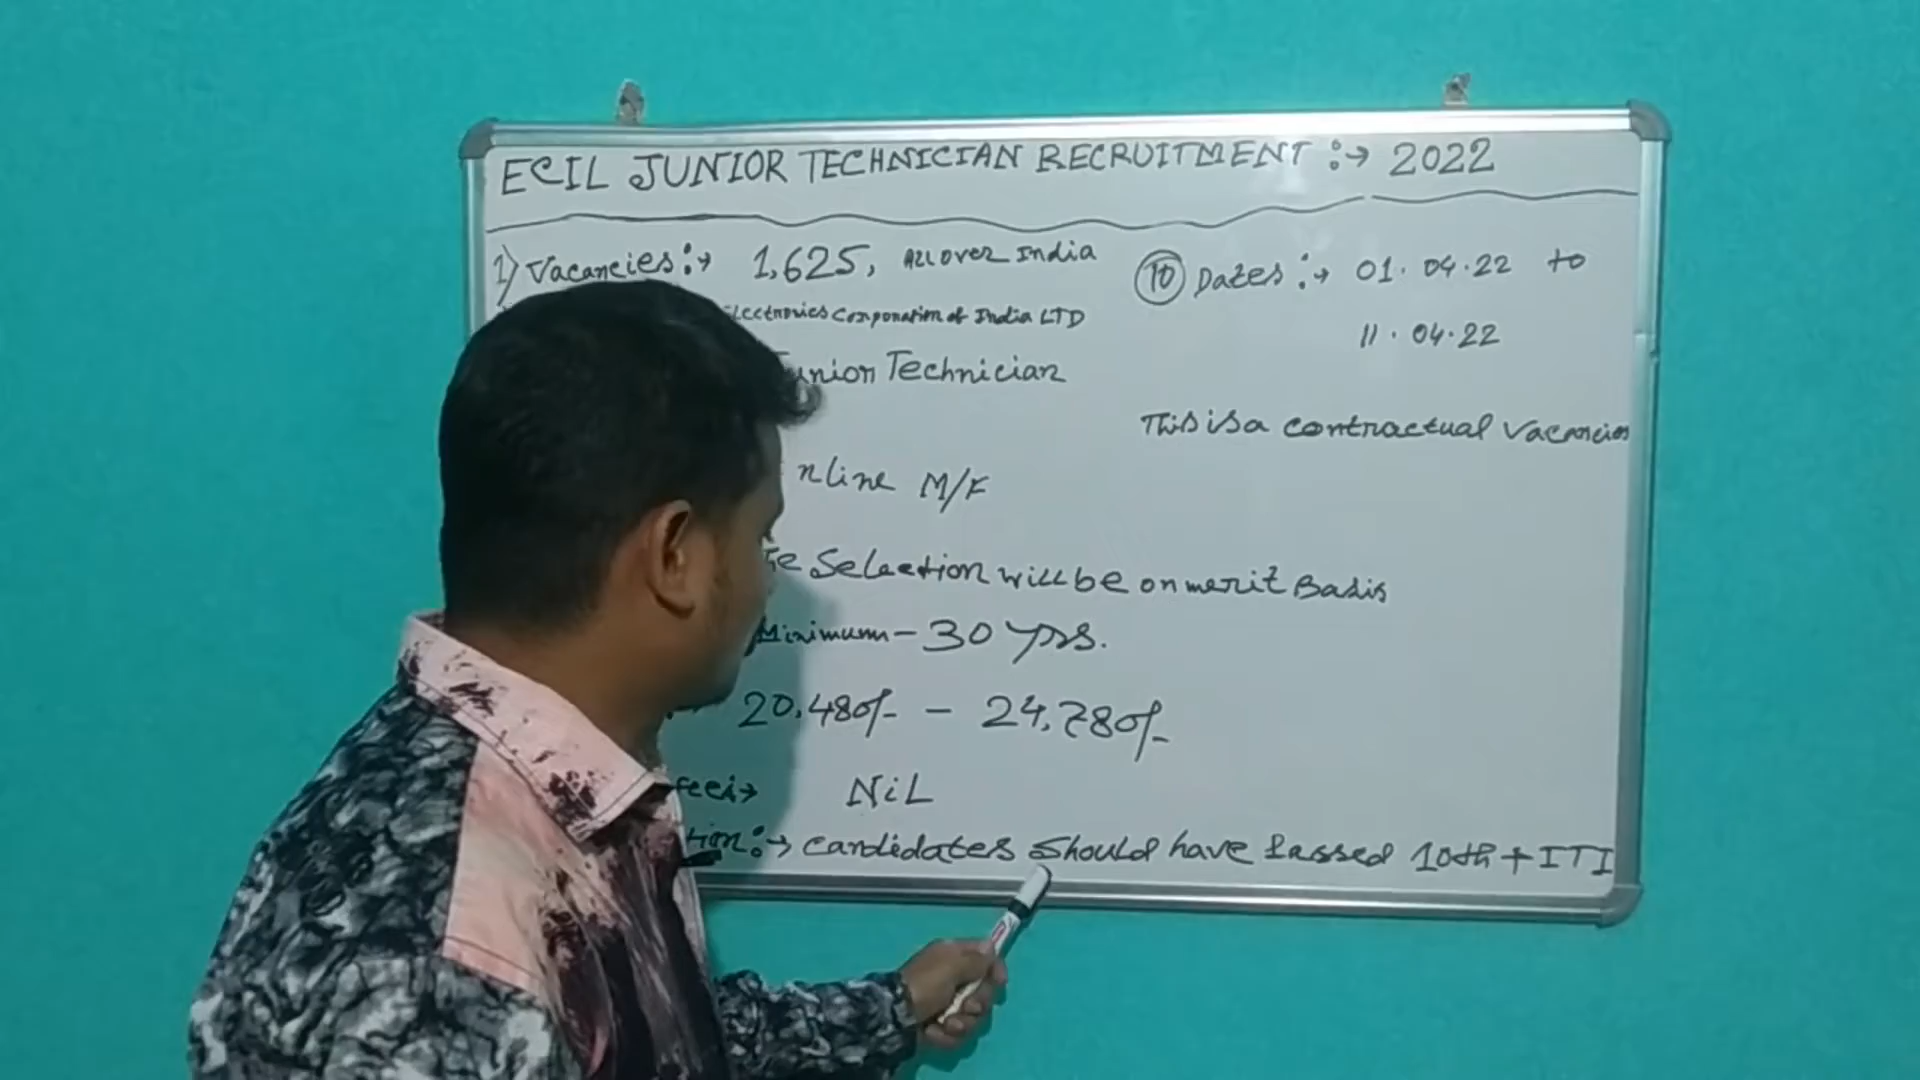 ECIL JUNIOR TECHNICIAN RECRUITMENT :→ 2022
1) Vacancies :→ 1,625, All over India
Electronics Corporation of India LTD
Junior Technician
nline M/F
Selection will be on merit Basis
Minimum - 30 yrs.
20,480/- - 24,780/-
fee:→ NiL
tion :→ candidates should have Passed 10th + ITI
10 Dates :→ 01.04.22 to
11.04.22
This is a contractual Vacancies